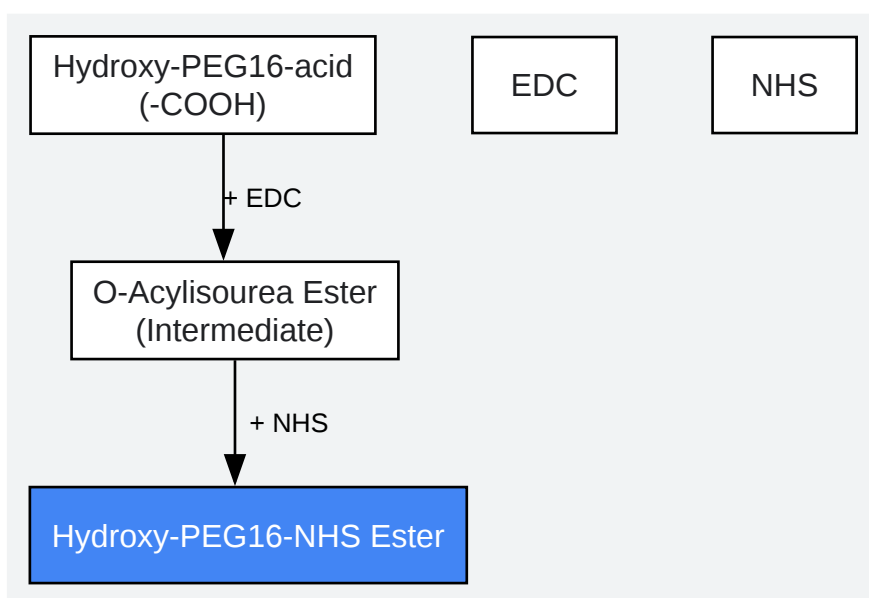 Hydroxy-PEG16-acid
(-COOH)
EDC
NHS
+ EDC
O-Acylisourea Ester
(Intermediate)
+ NHS
Hydroxy-PEG16-NHS Ester